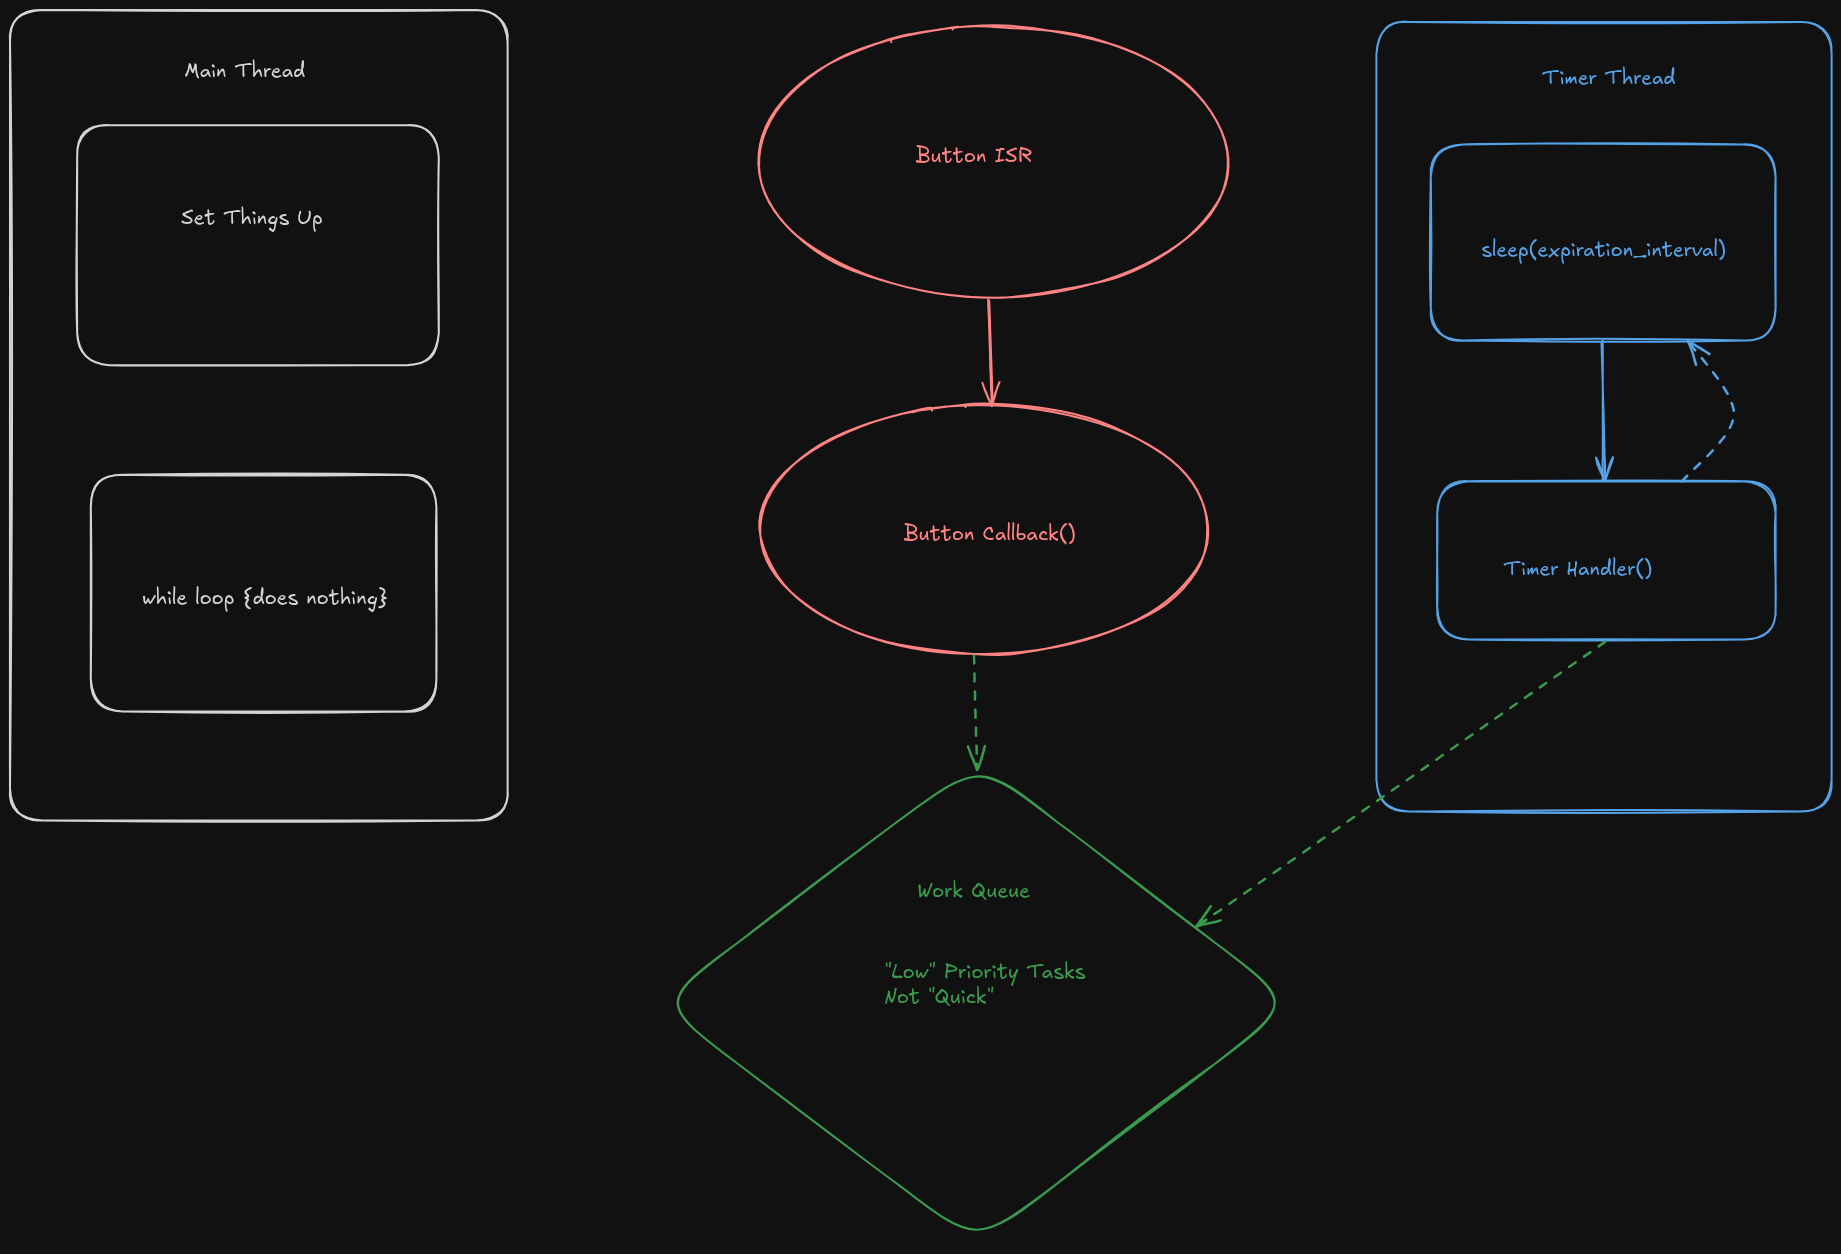 Main Thread
Set Things Up
while loop {does nothing}
Button ISR
Button Callback()
Work Queue
"Low" Priority Tasks
Not "Quick"
Timer Thread
sleep(expiration_interval)
Timer Handler()